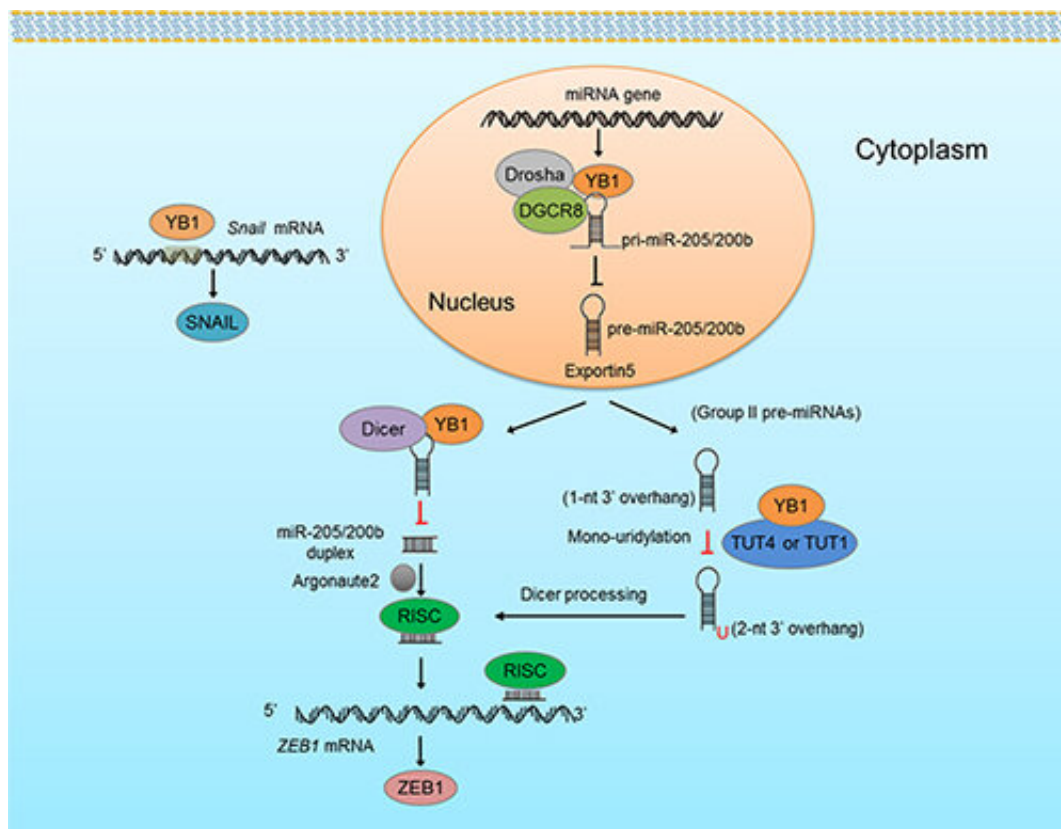 miRNA gene
Cytoplasm
Drosha
YB1
DGCR8
pri-miR-205/200b
YB1
Snail mRNA
5’
3’
SNAIL
Nucleus
pre-miR-205/200b
Exportin5
(Group II pre-miRNAs)
Dicer
YB1
(1-nt 3’ overhang)
YB1
Mono-uridylation
TUT4 or TUT1
miR-205/200b
duplex
Argonaute2
Dicer processing
RISC
U
(2-nt 3’ overhang)
RISC
5’
3’
ZEB1 mRNA
ZEB1